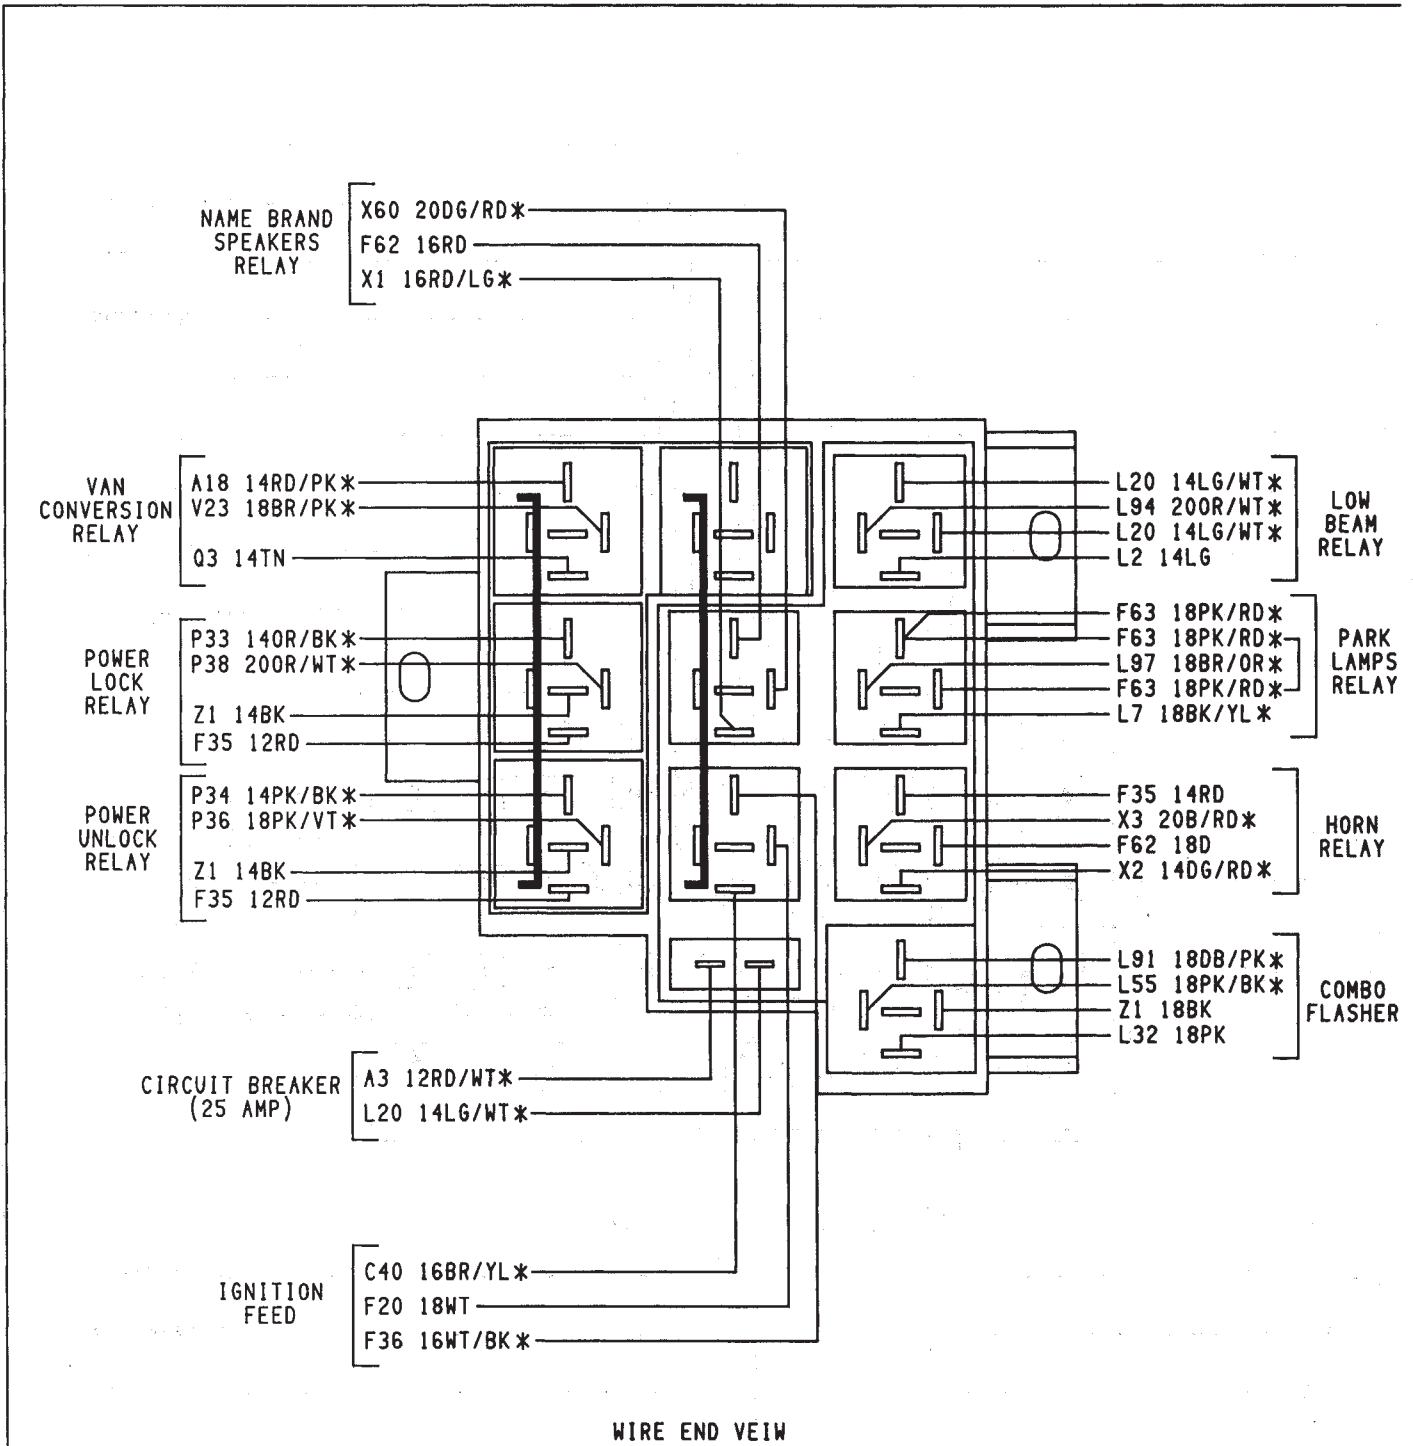 NAME BRAND
SPEAKERS
RELAY
X60 20DG/RD*
F62 16RD
X1 16RD/LG*
VAN
CONVERSION
RELAY
A18 14RD/PK*
V23 18BR/PK*
Q3 14TN
POWER
LOCK
RELAY
P33 14OR/BK*
P38 20OR/WT*
Z1 14BK
F35 12RD
POWER
UNLOCK
RELAY
P34 14PK/BK*
P36 18PK/VT*
Z1 14BK
F35 12RD
L20 14LG/WT*
L94 20OR/WT*
L20 14LG/WT*
L2 14LG
LOW
BEAM
RELAY
F63 18PK/RD*
F63 18PK/RD*
L97 18BR/OR*
F63 18PK/RD*
L7 18BK/YL*
PARK
LAMPS
RELAY
F35 14RD
X3 20B/RD*
F62 18D
X2 14DG/RD*
HORN
RELAY
L91 18DB/PK*
L55 18PK/BK*
Z1 18BK
L32 18PK
COMBO
FLASHER
CIRCUIT BREAKER
(25 AMP)
A3 12RD/WT*
L20 14LG/WT*
IGNITION
FEED
C40 16BR/YL*
F20 18WT
F36 16WT/BK*
WIRE END VEIW